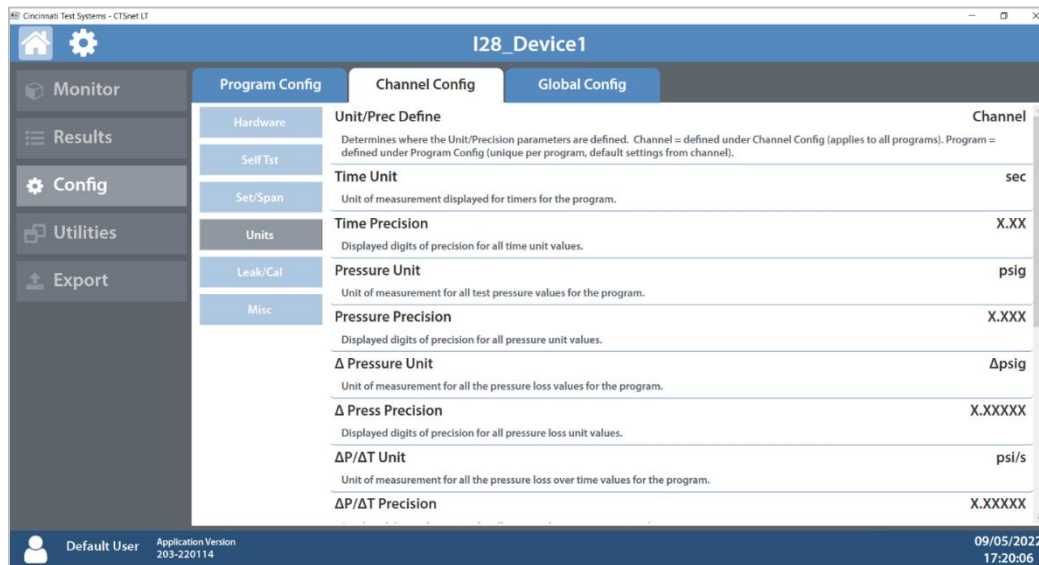 Cincinnati Test Systems - CTSnet LT
I28_Device1
Monitor
Results
Config
Utilities
Export
Program Config
Channel Config
Global Config
Hardware
Self Tst
Set/Span
Units
Leak/Cal
Misc
Unit/Prec Define Channel
Determines where the Unit/Precision parameters are defined. Channel = defined under Channel Config (applies to all programs). Program =
defined under Program Config (unique per program, default settings from channel).
Time Unit sec
Unit of measurement displayed for timers for the program.
Time Precision X.XX
Displayed digits of precision for all time unit values.
Pressure Unit psig
Unit of measurement for all test pressure values for the program.
Pressure Precision X.XXX
Displayed digits of precision for all pressure unit values.
Δ Pressure Unit Δpsig
Unit of measurement for all the pressure loss values for the program.
Δ Press Precision X.XXXXX
Displayed digits of precision for all pressure loss unit values.
ΔP/ΔT Unit psi/s
Unit of measurement for all the pressure loss over time values for the program.
ΔP/ΔT Precision X.XXXXX
Default User
Application Version
203-220114
09/05/2022
17:20:06